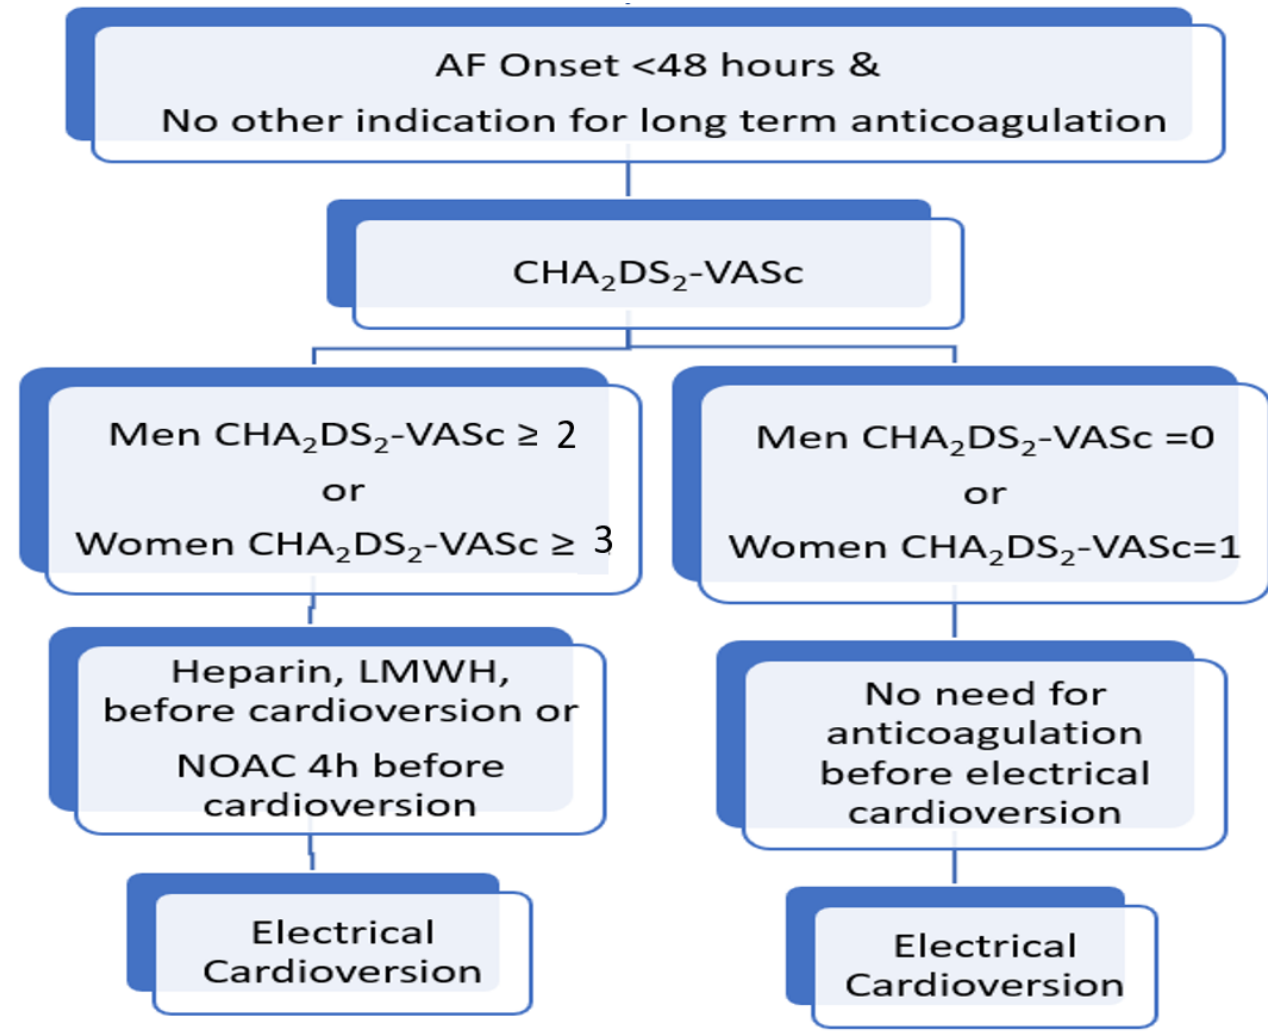 AF Onset <48 hours &
No other indication for long term anticoagulation
CHA₂DS₂-VASc
Men CHA₂DS₂-VASc ≥ 2
or
Women CHA₂DS₂-VASc ≥ 3
Heparin, LMWH,
before cardioversion or
NOAC 4h before
cardioversion
Electrical
Cardioversion
Men CHA₂DS₂-VASc =0
or
Women CHA₂DS₂-VASc=1
No need for
anticoagulation
before electrical
cardioversion
Electrical
Cardioversion